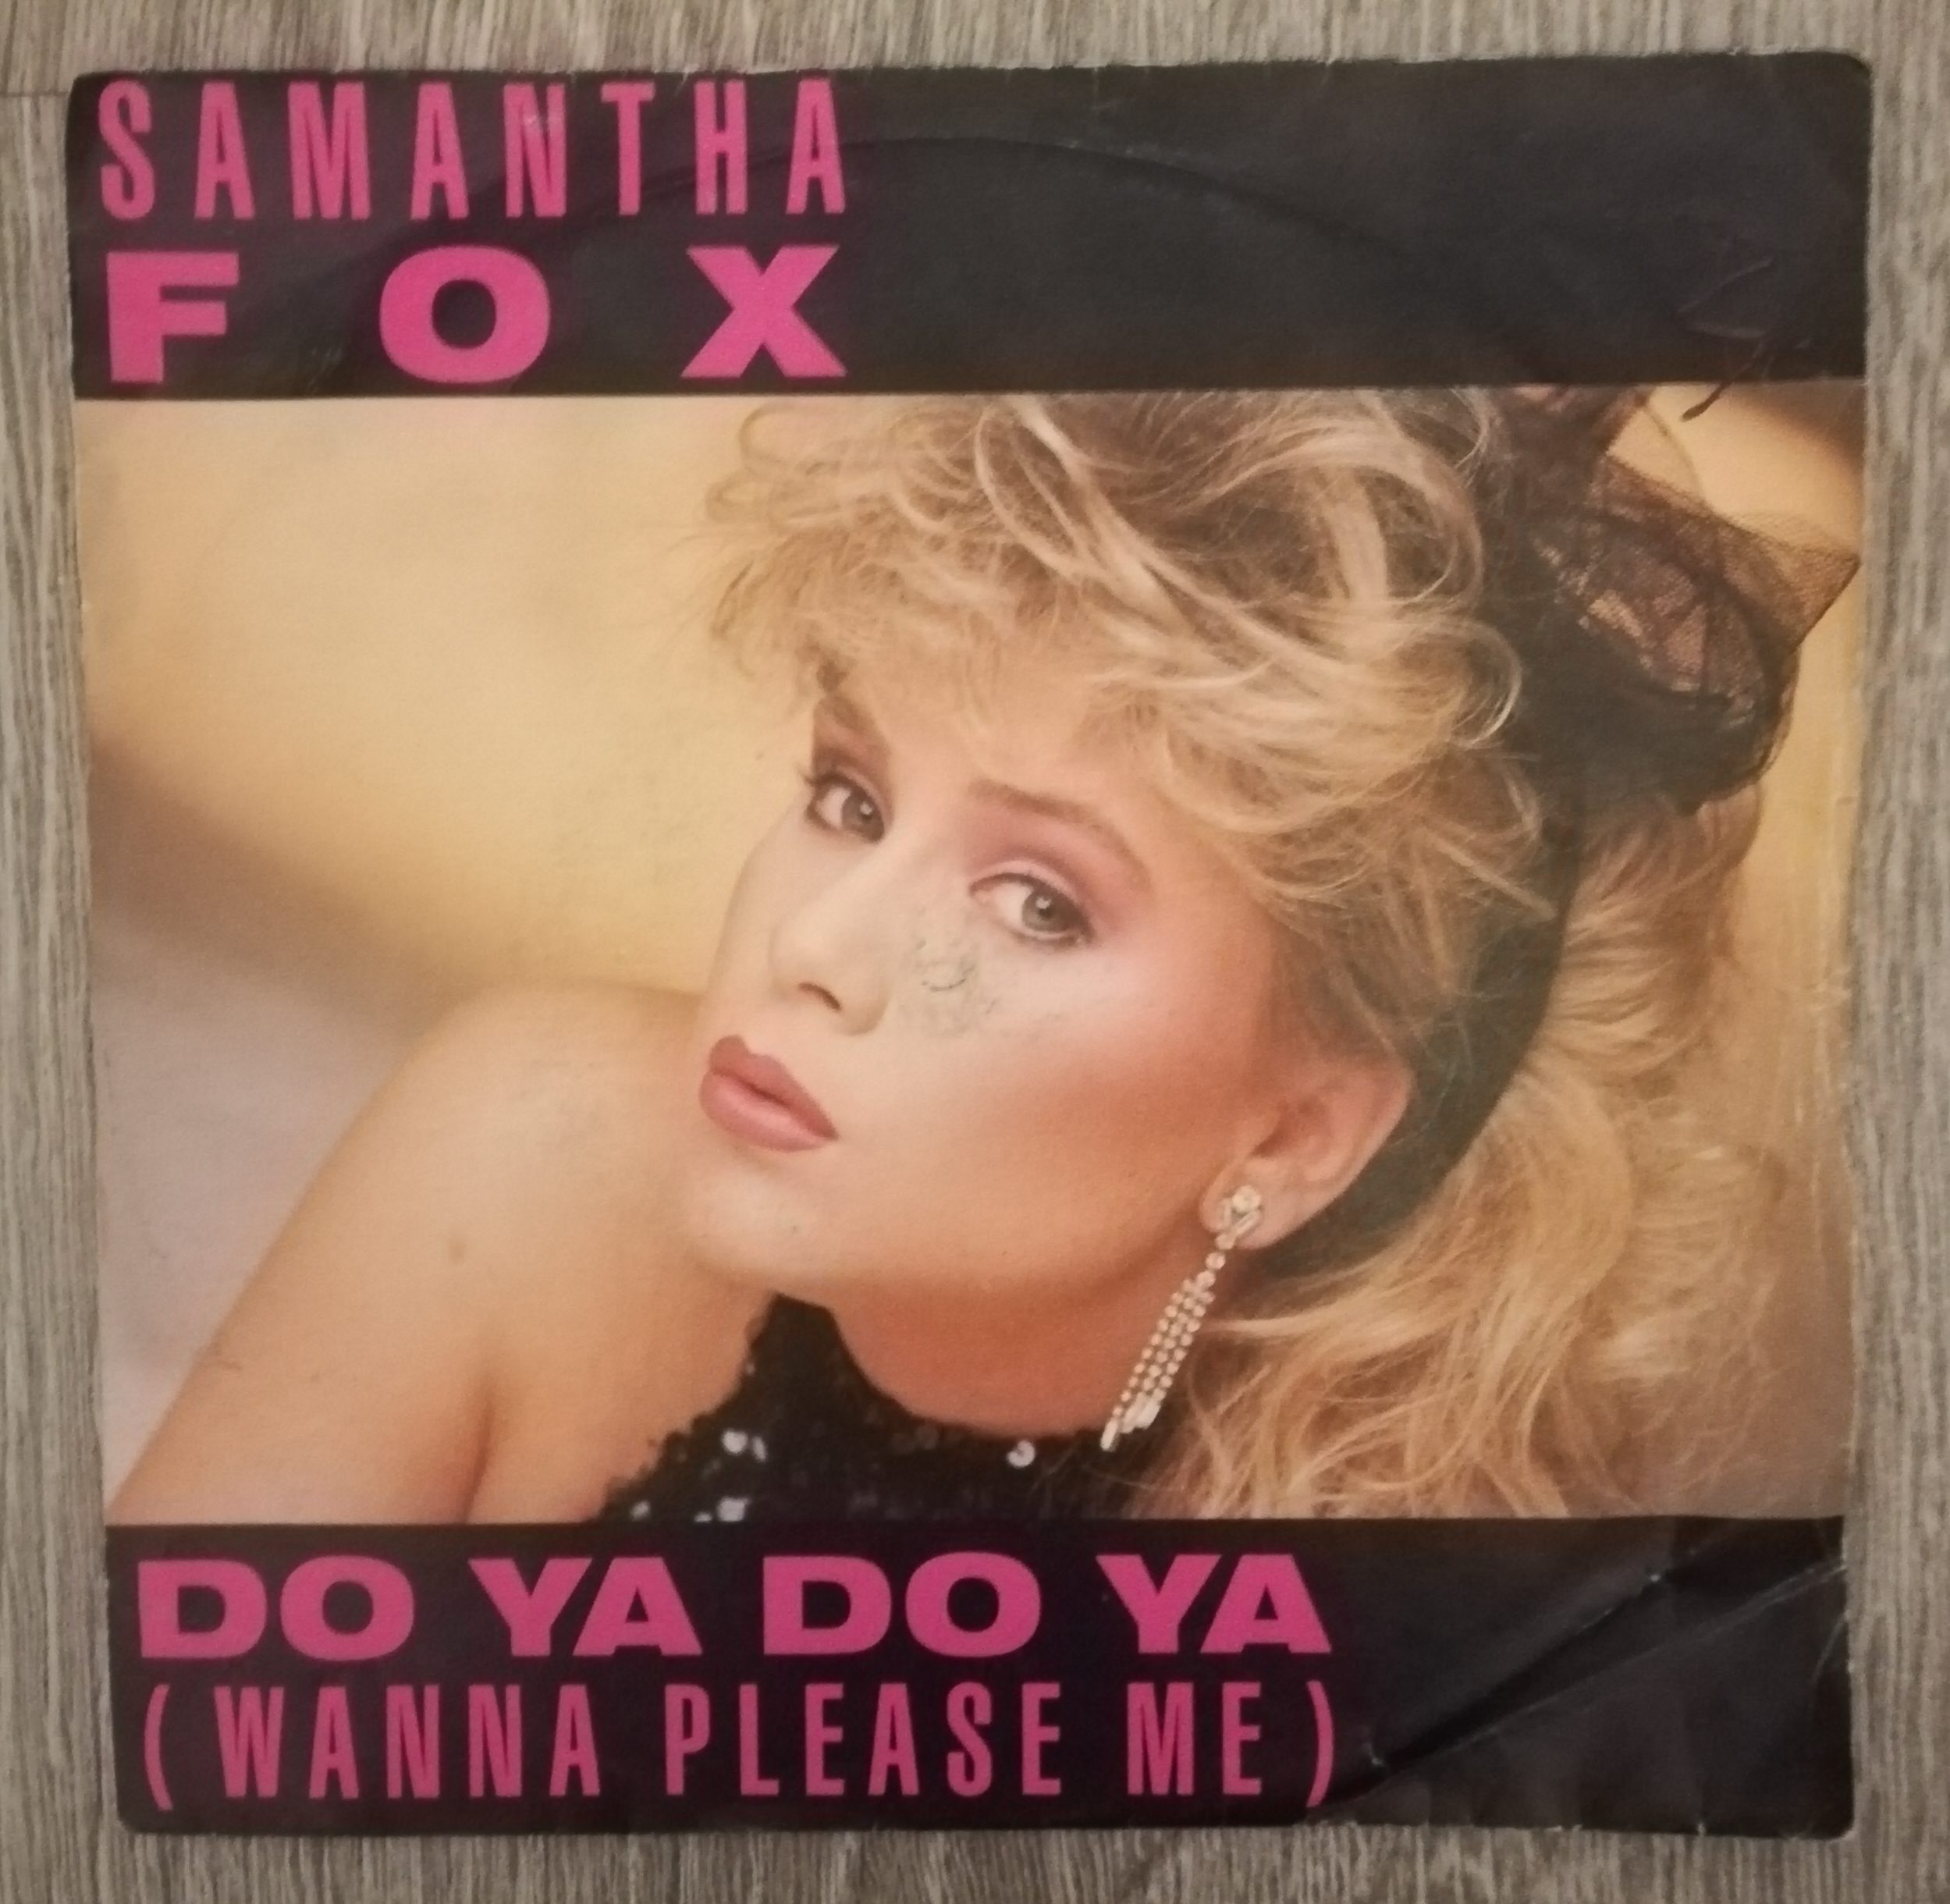 SAMANTHA
FOX
DO YA DO YA
(WANNA PLEASE ME)